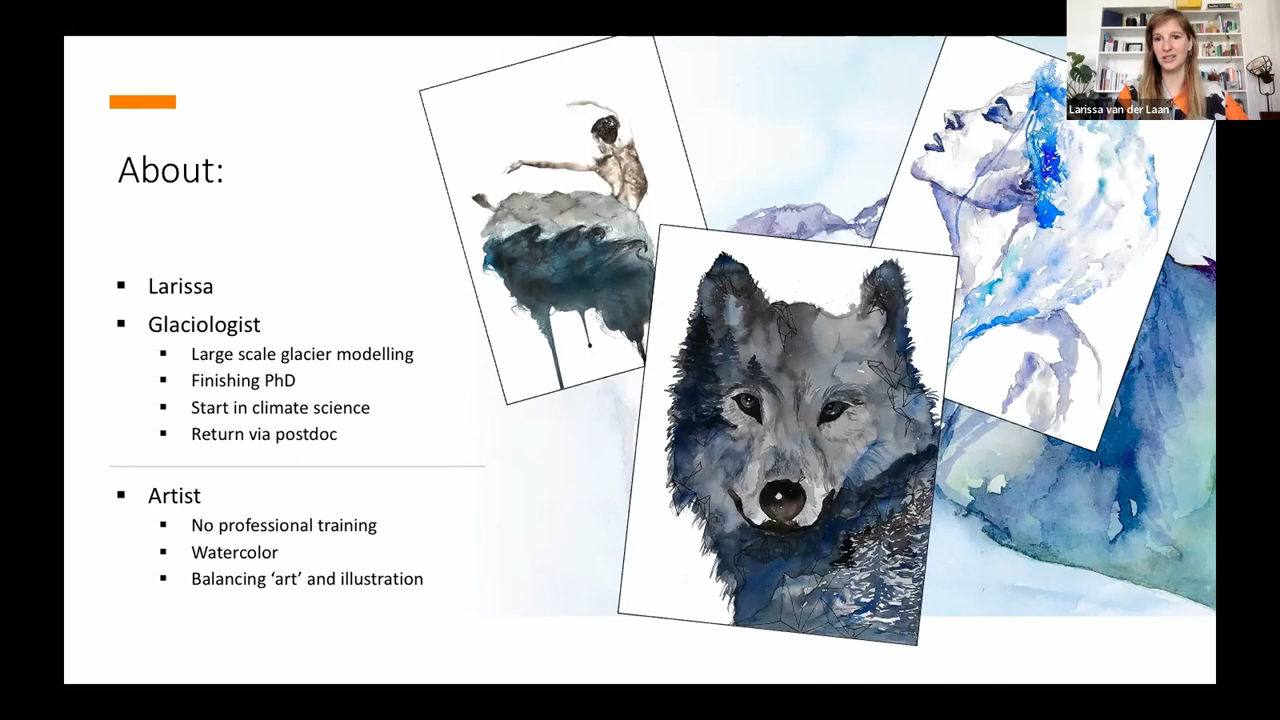 About:
Larissa
Glaciologist
Large scale glacier modelling
Finishing PhD
Start in climate science
Return via postdoc
Artist
No professional training
Watercolor
Balancing ‘art’ and illustration
Larissa van der Laan